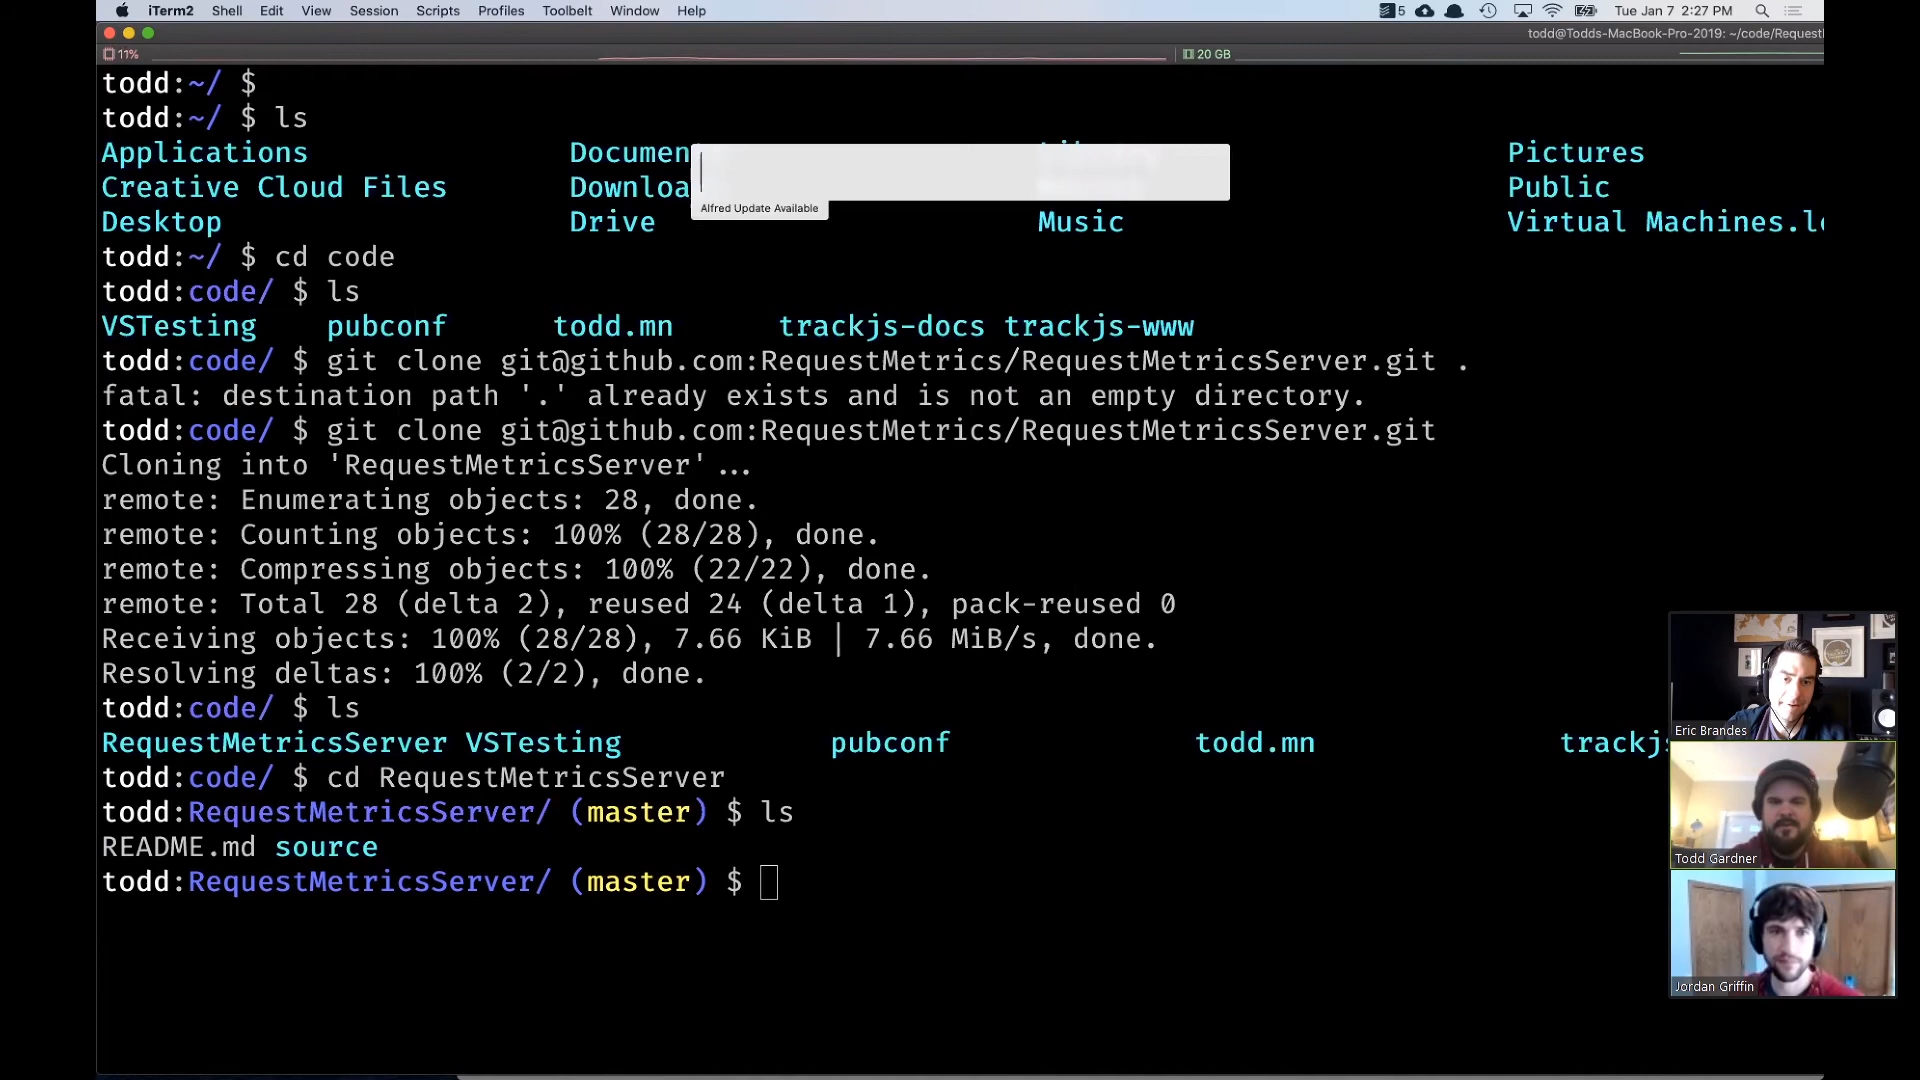 iTerm2 Shell Edit View Session Scripts Profiles Toolbelt Window Help 5 Tue Jan 7 2:27 PM
todd@Todds-MacBook-Pro-2019: ~/code/Request
11% 20 GB
todd:~/ $
todd:~/ $ ls
Applications Documen Pictures
Creative Cloud Files Downloa Public
Alfred Update Available
Desktop Drive Music Virtual Machines.lo
todd:~/ $ cd code
todd:code/ $ ls
VSTesting pubconf todd.mn trackjs-docs trackjs-www
todd:code/ $ git clone git@github.com:RequestMetrics/RequestMetricsServer.git .
fatal: destination path '.' already exists and is not an empty directory.
todd:code/ $ git clone git@github.com:RequestMetrics/RequestMetricsServer.git
Cloning into 'RequestMetricsServer'...
remote: Enumerating objects: 28, done.
remote: Counting objects: 100% (28/28), done.
remote: Compressing objects: 100% (22/22), done.
remote: Total 28 (delta 2), reused 24 (delta 1), pack-reused 0
Receiving objects: 100% (28/28), 7.66 KiB | 7.66 MiB/s, done.
Resolving deltas: 100% (2/2), done.
todd:code/ $ ls
RequestMetricsServer VSTesting pubconf todd.mn trackjs
todd:code/ $ cd RequestMetricsServer
todd:RequestMetricsServer/ (master) $ ls
README.md source
todd:RequestMetricsServer/ (master) $
Eric Brandes
Todd Gardner
Jordan Griffin